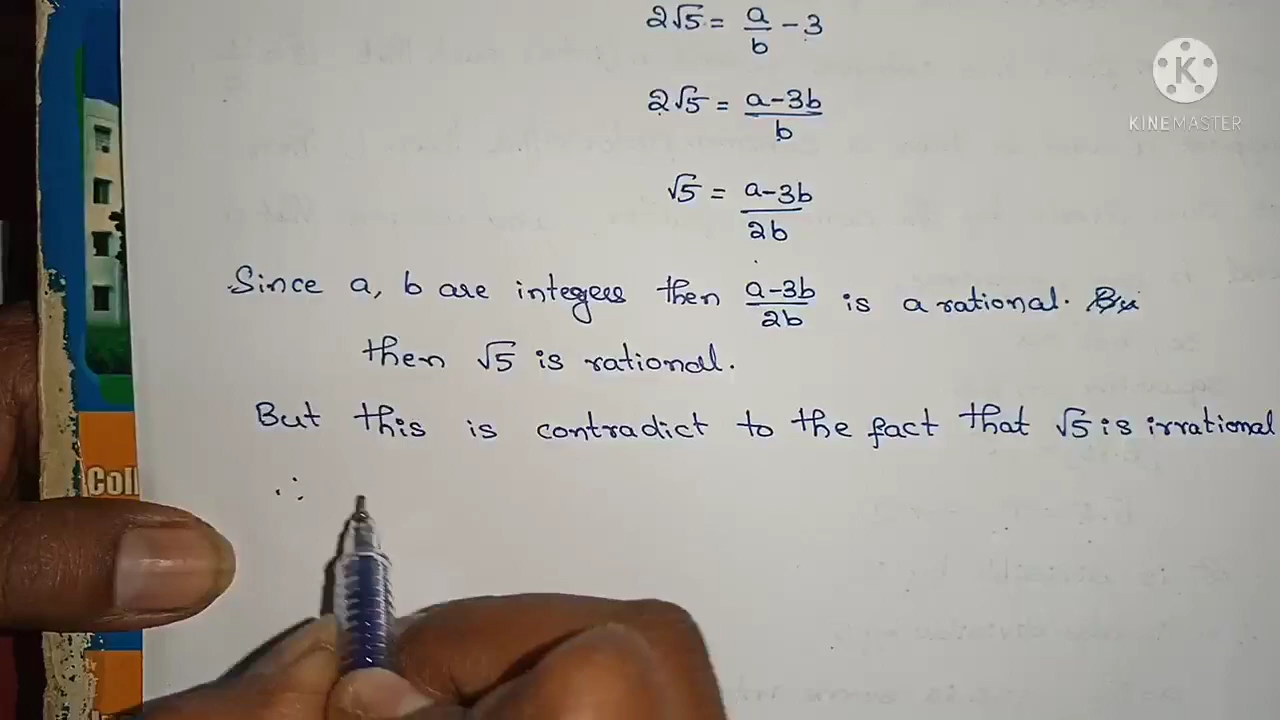 2√5 = a/b - 3
2√5 = a-3b/b
√5 = a-3b/2b
KINEMASTER
Since a, b are integers then a-3b/2b is a rational.
then √5 is rational.
But this is contradict to the fact that √5 is irrational
∴
Coll